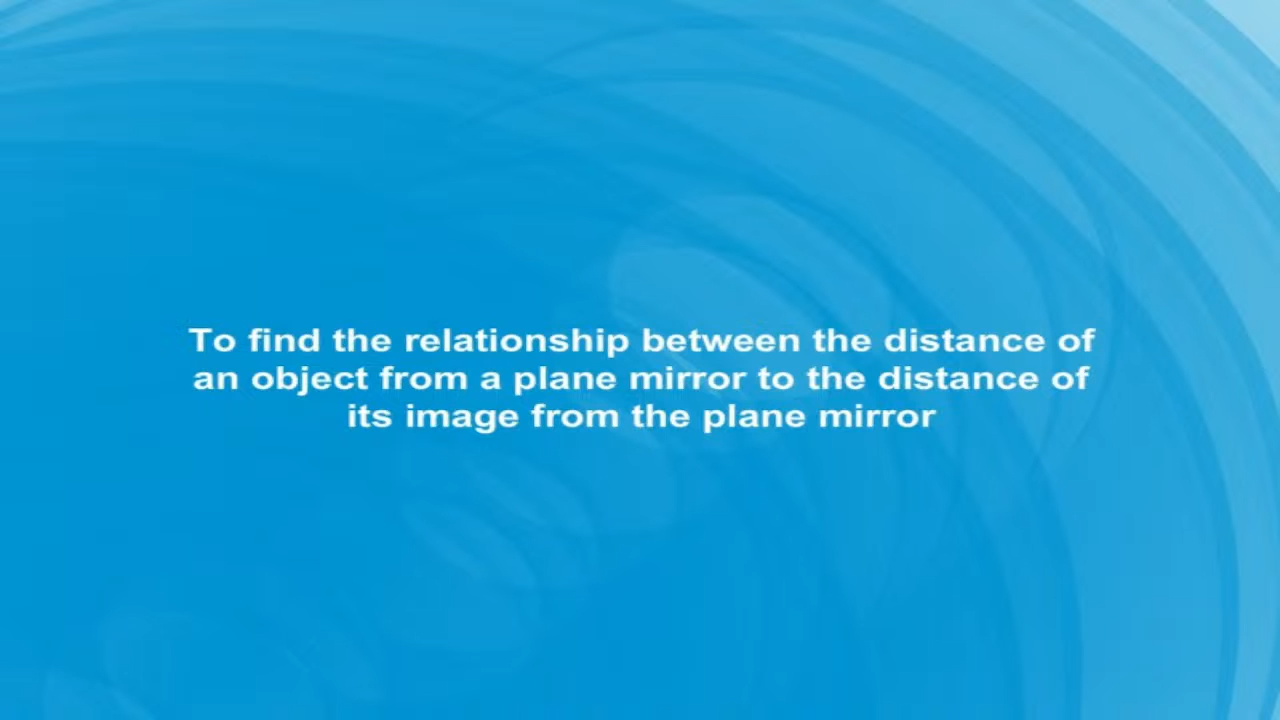 To find the relationship between the distance of
an object from a plane mirror to the distance of
its image from the plane mirror